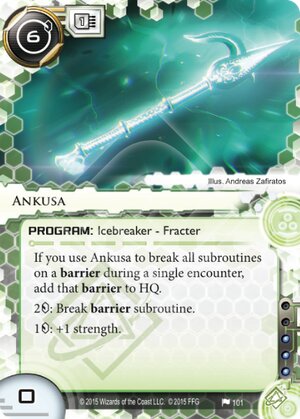 6
1
Illus. Andreas Zafiratos
ANKUSA
PROGRAM: Icebreaker - Fracter
If you use Ankusa to break all subroutines
on a barrier during a single encounter,
add that barrier to HQ.
2: Break barrier subroutine.
1: +1 strength.
0
© 2015 Wizards of the Coast LLC. © 2015 FFG
101